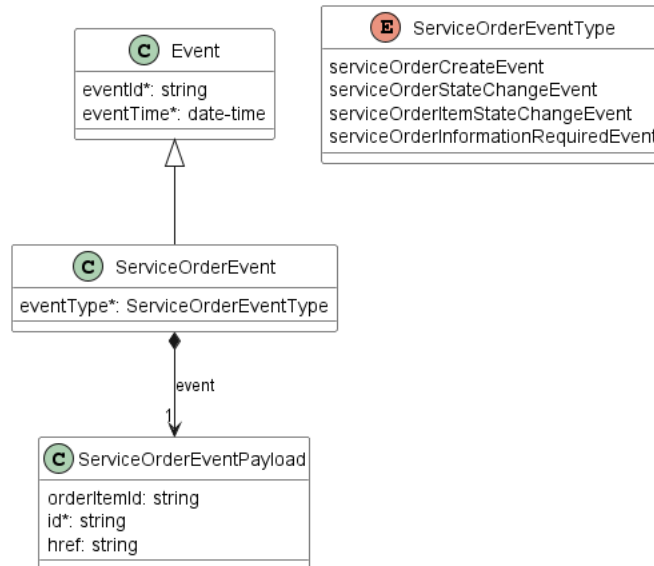 C Event
eventId*: string
eventTime*: date-time
E ServiceOrderEventType
serviceOrderCreateEvent
serviceOrderStateChangeEvent
serviceOrderItemStateChangeEvent
serviceOrderInformationRequiredEvent
C ServiceOrderEvent
eventType*: ServiceOrderEventType
event
1
C ServiceOrderEventPayload
orderItemId: string
id*: string
href: string